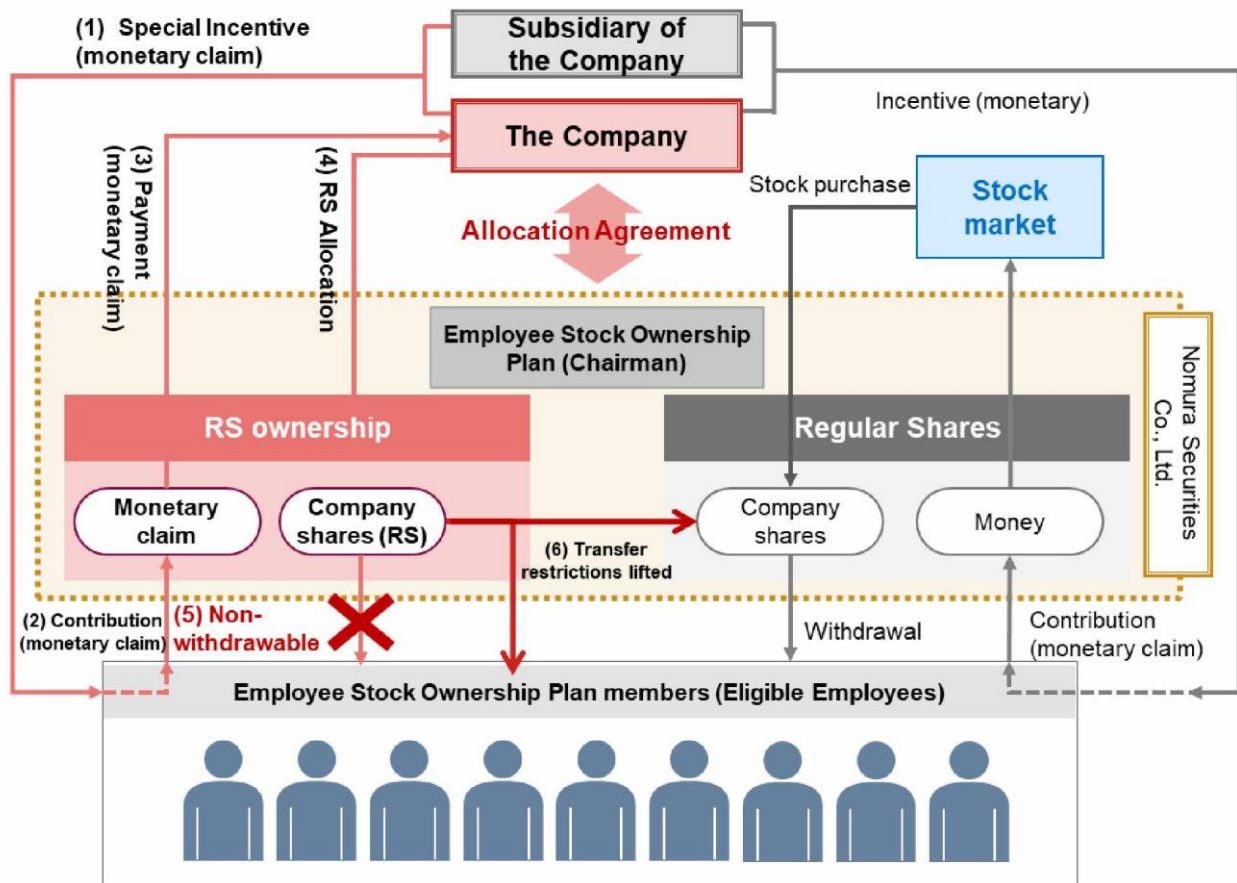 (1) Special Incentive
(monetary claim)
Subsidiary of
the Company
Incentive (monetary)
The Company
(3) Payment
(monetary claim)
(4) RS Allocation
Allocation Agreement
Stock purchase
Stock
market
Employee Stock Ownership
Plan (Chairman)
Nomura Securities
Co., Ltd.
RS ownership
Regular Shares
Monetary
claim
Company
shares (RS)
Company
shares
Money
(6) Transfer
restrictions lifted
(2) Contribution
(monetary claim)
(5) Non-
withdrawable
Withdrawal
Contribution
(monetary claim)
Employee Stock Ownership Plan members (Eligible Employees)